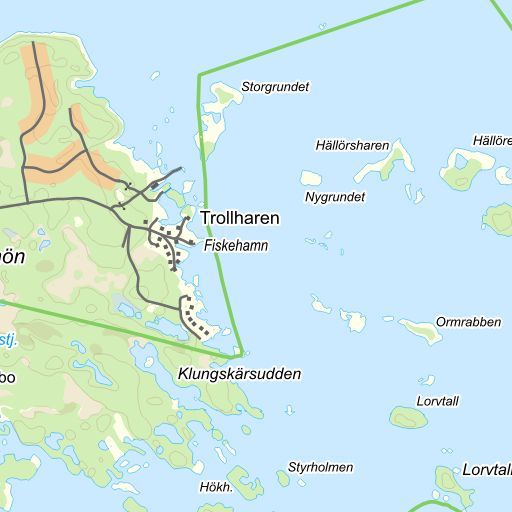 Storgrundet
Hällörsharen
Hällöre
Nygrundet
Trollharen
Fiskehamn
ön
Ormrabben
stj.
Klungskärsudden
bo
Lorvtall
Styrholmen
Lorvtall
Hökh.